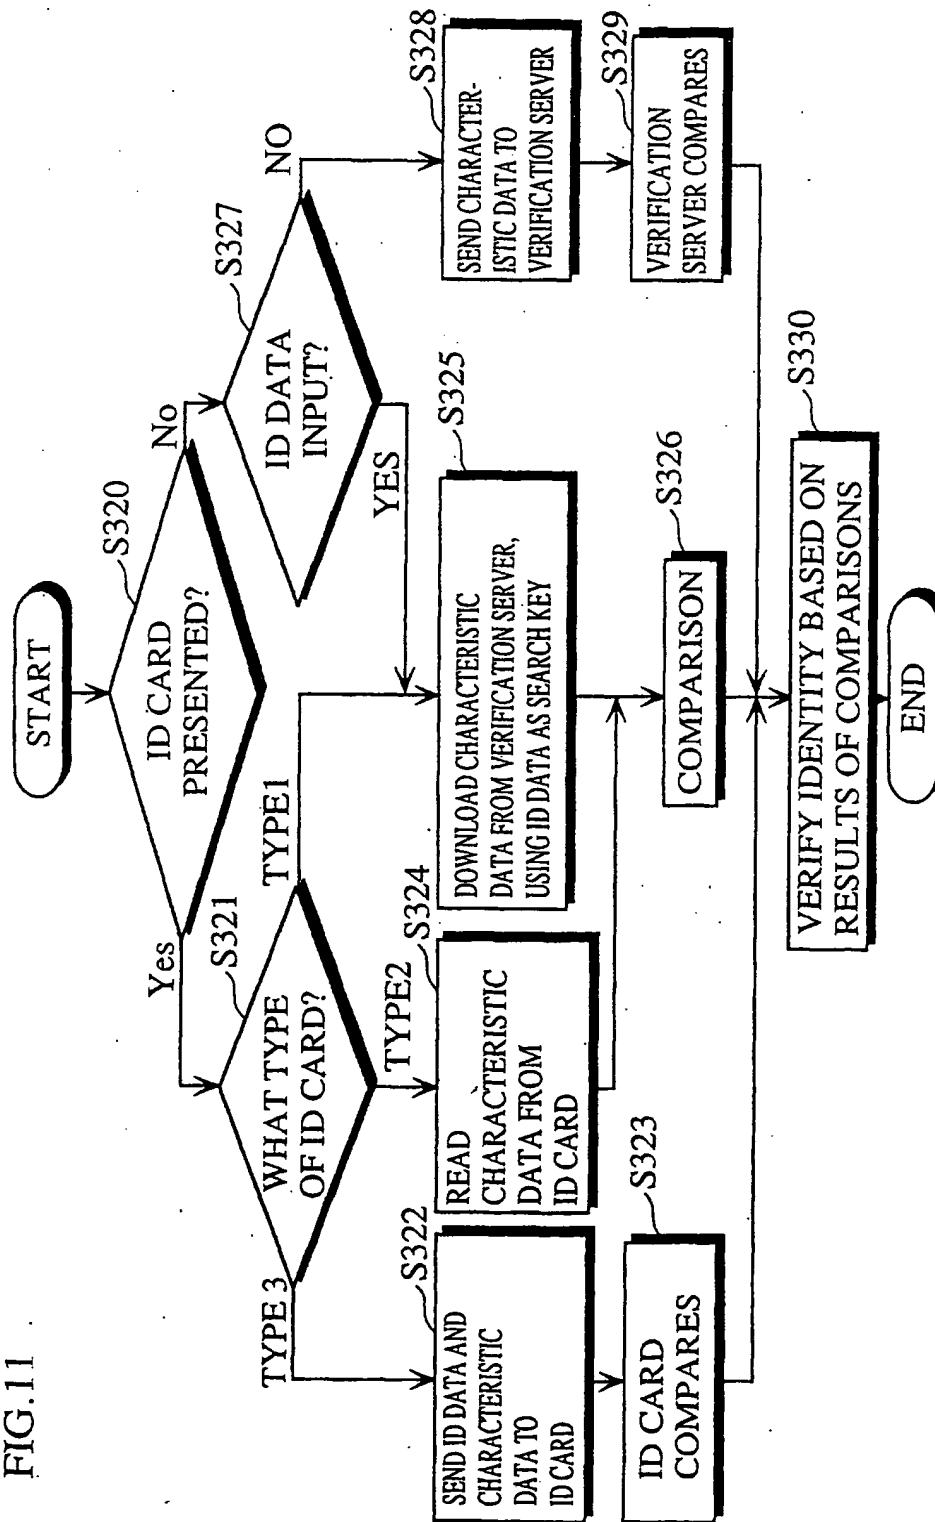 FIG.11
START
S320
ID CARD
PRESENTED?
Yes
No
S321
WHAT TYPE
OF ID CARD?
TYPE 3
TYPE2
TYPE1
S327
ID DATA
INPUT?
YES
NO
S322
SEND ID DATA AND
CHARACTERISTIC
DATA TO
ID CARD
S324
READ
CHARACTERISTIC
DATA FROM
ID CARD
S325
DOWNLOAD CHARACTERISTIC
DATA FROM VERIFICATION SERVER,
USING ID DATA AS SEARCH KEY
S328
SEND CHARACTER-
ISTIC DATA TO
VERIFICATION SERVER
S323
ID CARD
COMPARES
S326
COMPARISON
S329
VERIFICATION
SERVER COMPARES
S330
VERIFY IDENTITY BASED ON
RESULTS OF COMPARISONS
END